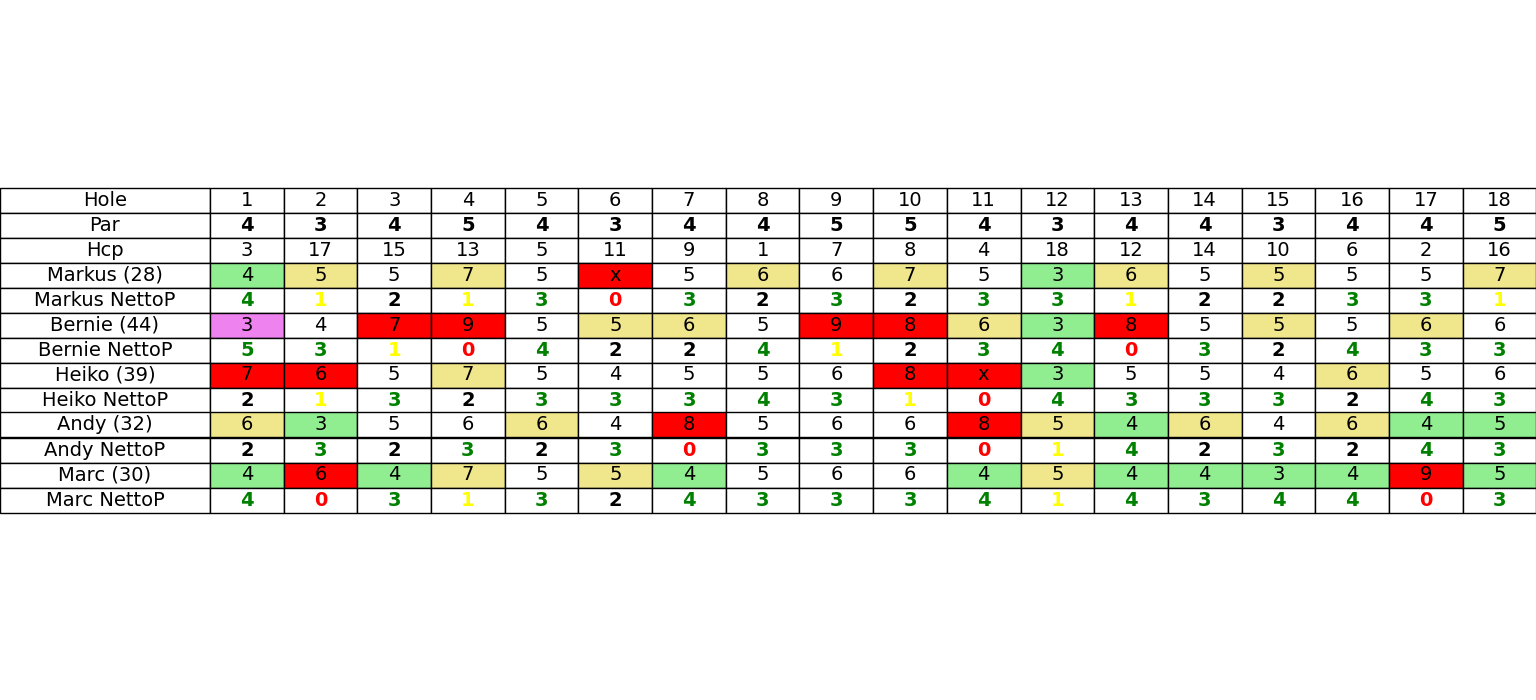 Hole 1 2 3 4 5 6 7 8 9 10 11 12 13 14 15 16 17 18
Par 4 3 4 5 4 3 4 4 5 5 4 3 4 4 3 4 4 5
Hcp 3 17 15 13 5 11 9 1 7 8 4 18 12 14 10 6 2 16
Markus (28) 4 5 5 7 5 x 5 6 6 7 5 3 6 5 5 5 5 7
Markus NettoP 4 1 2 1 3 0 3 2 3 2 3 3 1 2 2 3 3 1
Bernie (44) 3 4 7 9 5 5 6 5 9 8 6 3 8 5 5 5 6 6
Bernie NettoP 5 3 1 0 4 2 2 4 1 2 3 4 0 3 2 4 3 3
Heiko (39) 7 6 5 7 5 4 5 5 6 8 x 3 5 5 4 6 5 6
Heiko NettoP 2 1 3 2 3 3 3 4 3 1 0 4 3 3 3 2 4 3
Andy (32) 6 3 5 6 6 4 8 5 6 6 8 5 4 6 4 6 4 5
Andy NettoP 2 3 2 3 2 3 0 3 3 3 0 1 4 2 3 2 4 3
Marc (30) 4 6 4 7 5 5 4 5 6 6 4 5 4 4 3 4 9 5
Marc NettoP 4 0 3 1 3 2 4 3 3 3 4 1 4 3 4 4 0 3